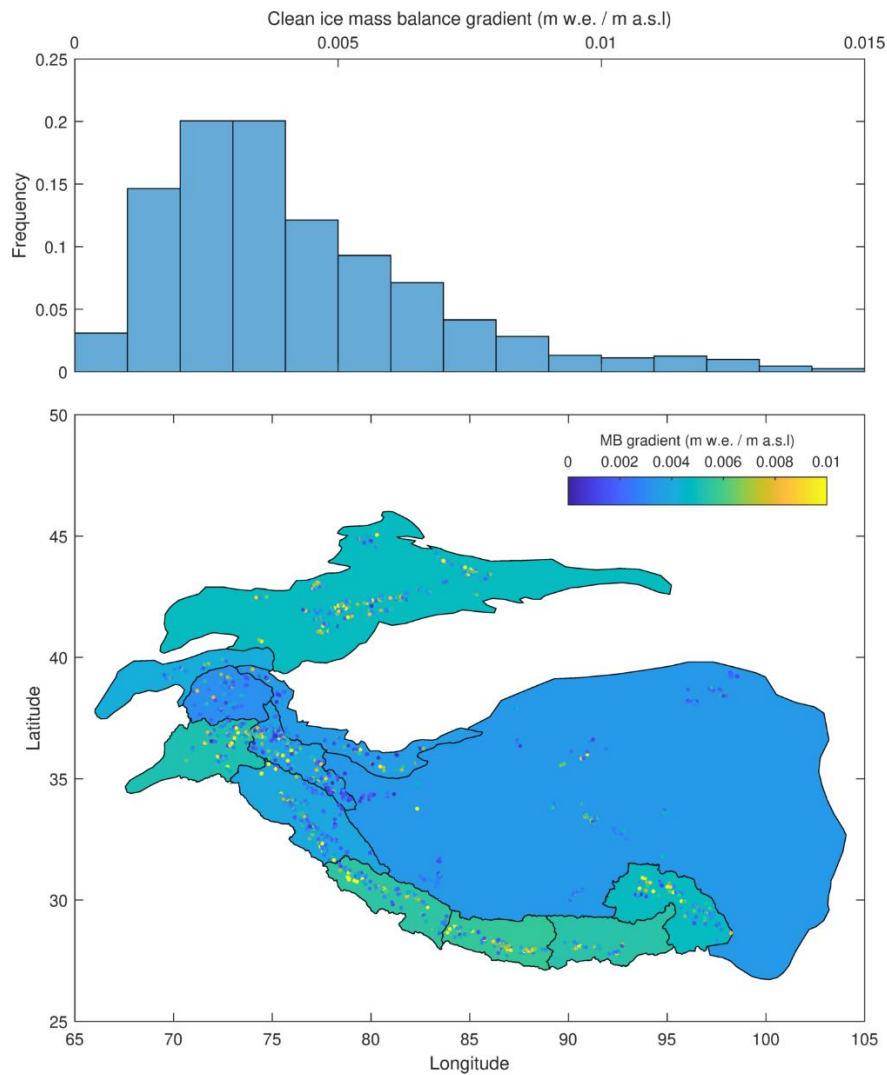 Clean ice mass balance gradient (m w.e. / m a.s.l)
0 0.005 0.01 0.015
0.25
0.2
0.15
0.1
0.05
0
Frequency
50
45
40
35
30
25
Latitude
MB gradient (m w.e. / m a.s.l)
0 0.002 0.004 0.006 0.008 0.01
65 70 75 80 85 90 95 100 105
Longitude